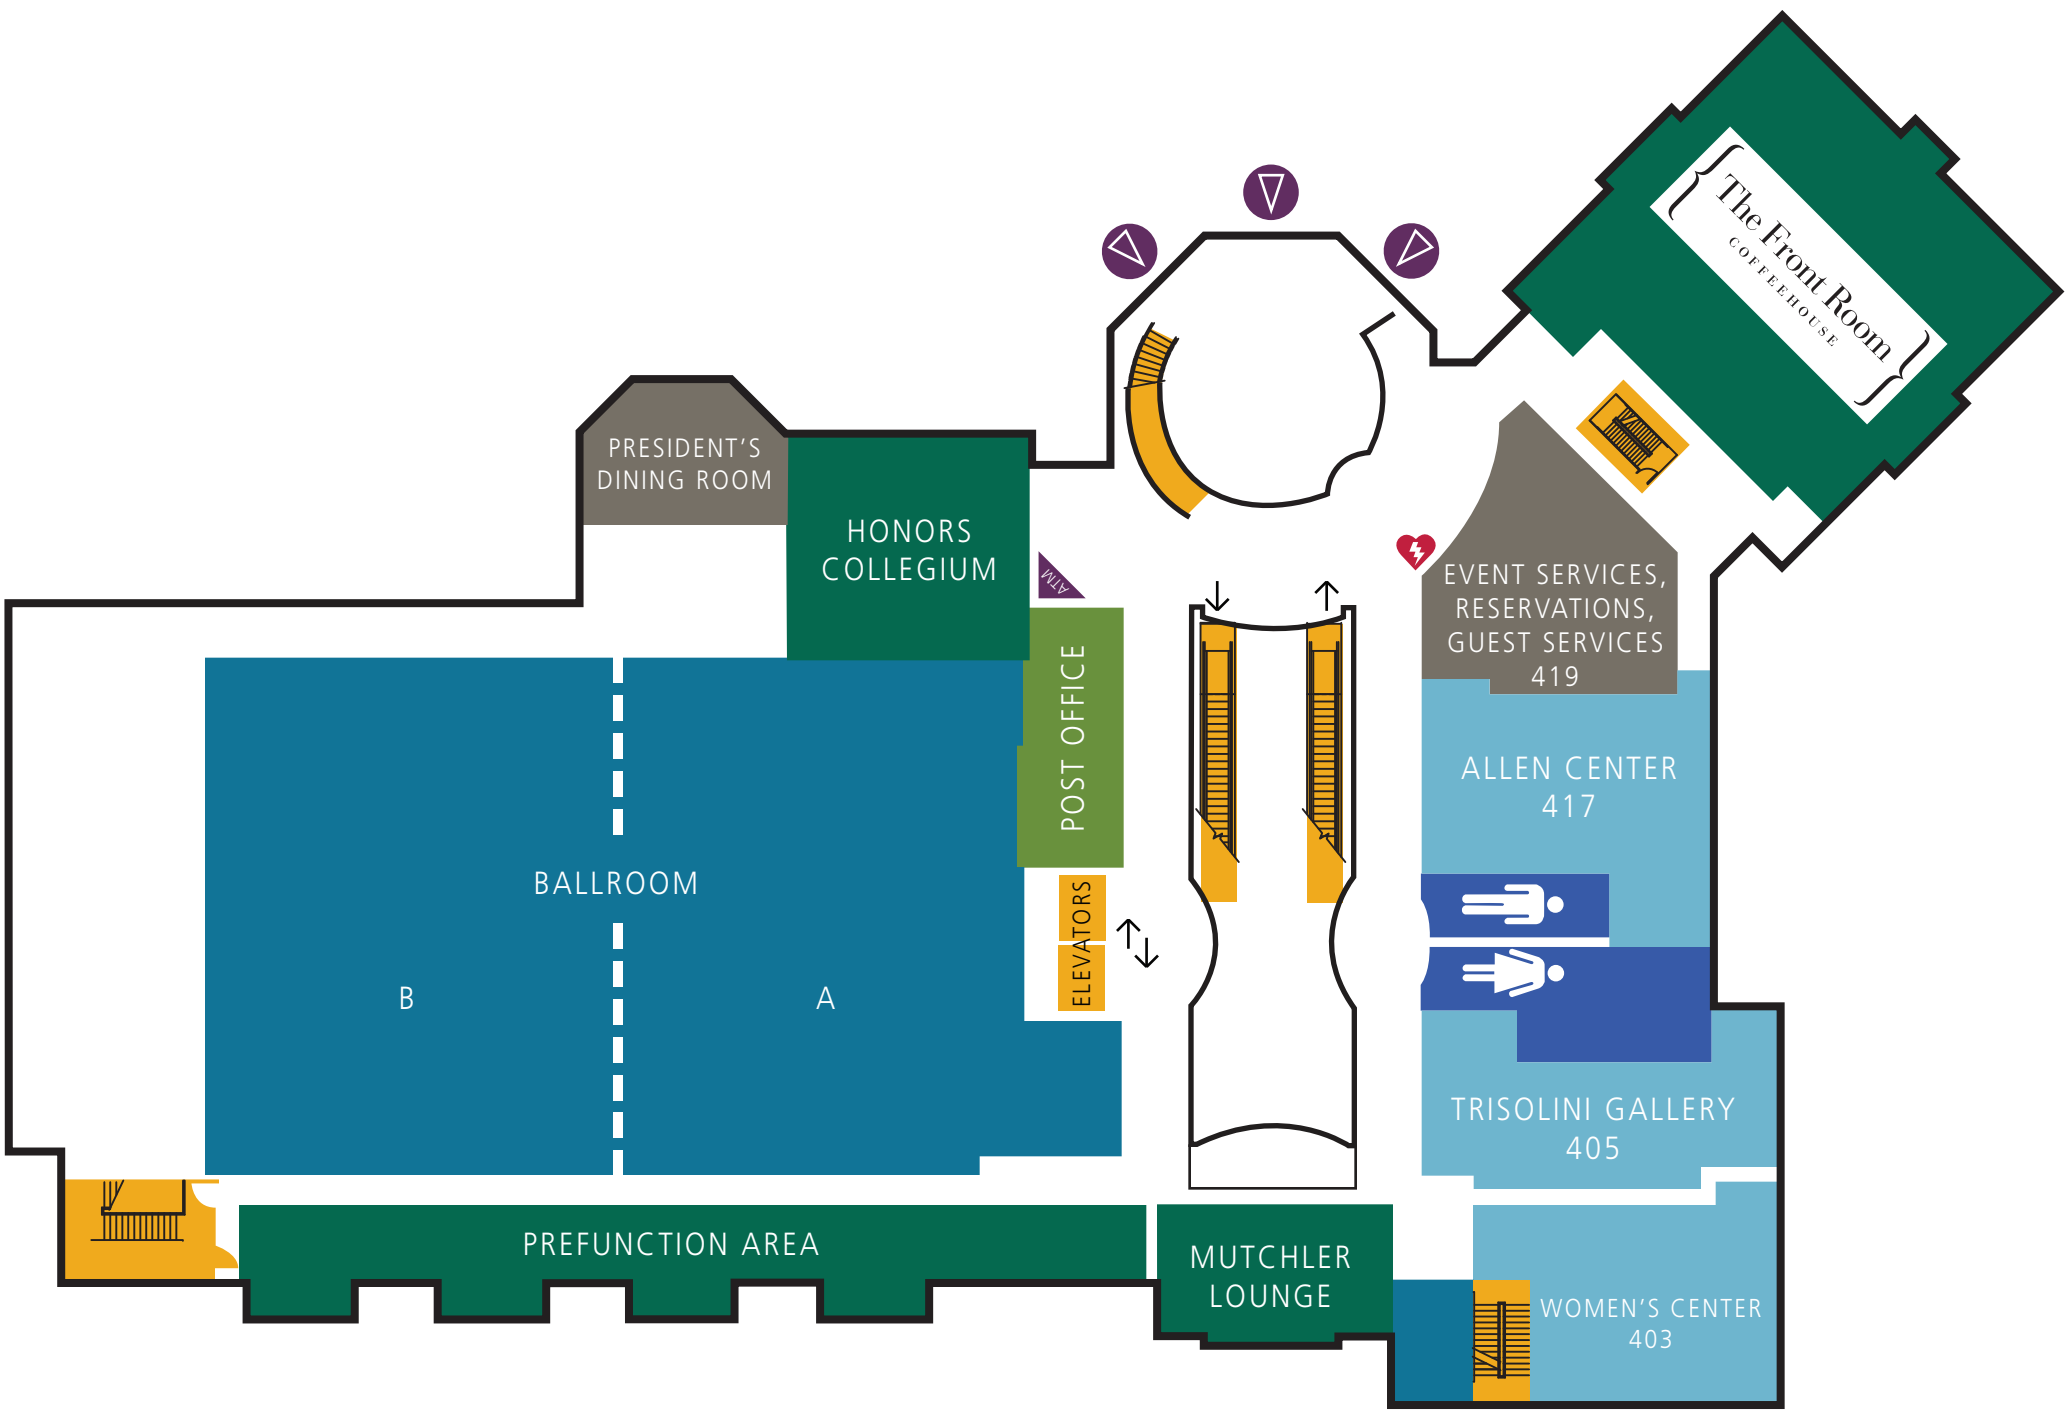 The Front Room
COFFEEHOUSE
PRESIDENT'S
DINING ROOM
HONORS
COLLEGIUM
ATM
EVENT SERVICES,
RESERVATIONS,
GUEST SERVICES
419
POST OFFICE
ALLEN CENTER
417
BALLROOM
ELEVATORS
B
A
TRISOLINI GALLERY
405
PREFUNCTION AREA
MUTCHLER
LOUNGE
WOMEN'S CENTER
403